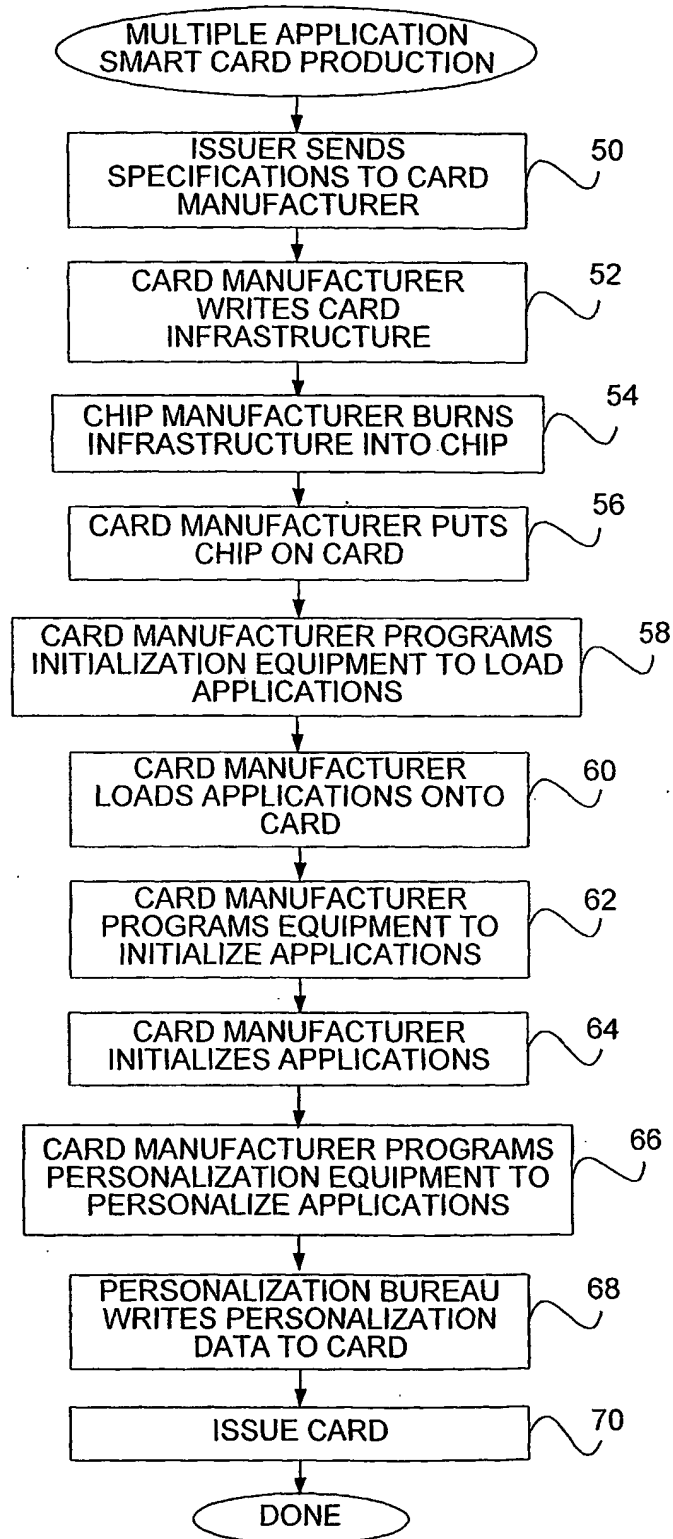 MULTIPLE APPLICATION
SMART CARD PRODUCTION
ISSUER SENDS
SPECIFICATIONS TO CARD
MANUFACTURER
50
CARD MANUFACTURER
WRITES CARD
INFRASTRUCTURE
52
CHIP MANUFACTURER BURNS
INFRASTRUCTURE INTO CHIP
54
CARD MANUFACTURER PUTS
CHIP ON CARD
56
CARD MANUFACTURER PROGRAMS
INITIALIZATION EQUIPMENT TO LOAD
APPLICATIONS
58
CARD MANUFACTURER
LOADS APPLICATIONS ONTO
CARD
60
CARD MANUFACTURER
PROGRAMS EQUIPMENT TO
INITIALIZE APPLICATIONS
62
CARD MANUFACTURER
INITIALIZES APPLICATIONS
64
CARD MANUFACTURER PROGRAMS
PERSONALIZATION EQUIPMENT TO
PERSONALIZE APPLICATIONS
66
PERSONALIZATION BUREAU
WRITES PERSONALIZATION
DATA TO CARD
68
ISSUE CARD
70
DONE